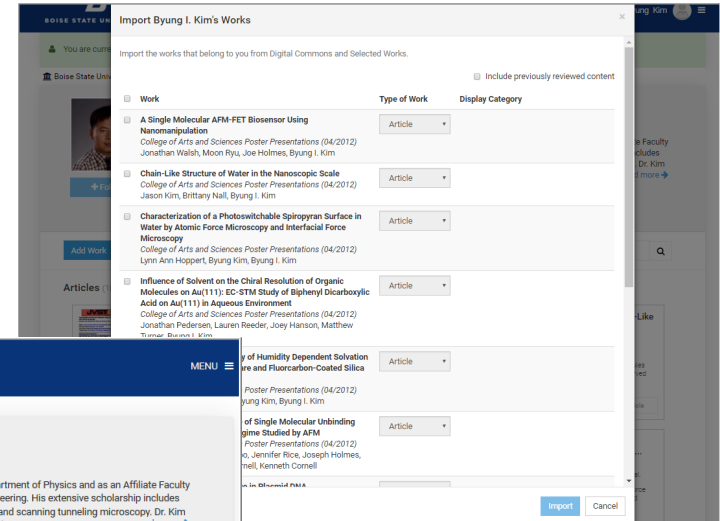 BOISE STATE UN
Import Byung I. Kim's Works
×
ung Kim
You are curre
Import the works that belong to you from Digital Commons and Selected Works.
Boise State Univ
Include previously reviewed content
Work Type of Work Display Category
A Single Molecular AFM-FET Biosensor Using
Nanomanipulation
College of Arts and Sciences Poster Presentations (04/2012)
Jonathan Walsh, Moon Ryu, Joe Holmes, Byung I. Kim
Article
e Faculty
cludes
. Dr. Kim
d more
+Fol
Chain-Like Structure of Water in the Nanoscopic Scale
College of Arts and Sciences Poster Presentations (04/2012)
Jason Kim, Brittany Nall, Byung I. Kim
Article
Characterization of a Photoswitchable Spiropyran Surface in
Water by Atomic Force Microscopy and Interfacial Force
Microscopy
College of Arts and Sciences Poster Presentations (04/2012)
Lynn Ann Hoppert, Byung Kim, Byung I. Kim
Article
Add Work
Articles
Influence of Solvent on the Chiral Resolution of Organic
Molecules on Au(111): EC-STM Study of Biphenyl Dicarboxylic
Acid on Au(111) in Aqueous Environment
College of Arts and Sciences Poster Presentations (04/2012)
Jonathan Pedersen, Lauren Reeder, Joey Hanson, Matthew
Turner, Byung I. Kim
Article
-Like
y of Humidity Dependent Solvation
are and Fluorcarbon-Coated Silica
Poster Presentations (04/2012)
yung Kim, Byung I. Kim
Article
MENU
of Single Molecular Unbinding
gime Studied by AFM
Poster Presentations (04/2012)
oo, Jennifer Rice, Joseph Holmes,
rnell, Kenneth Cornell
Article
on in Plasmid DNA
Import Cancel
rtment of Physics and as an Affiliate Faculty
eering. His extensive scholarship includes
and scanning tunneling microscopy. Dr. Kim